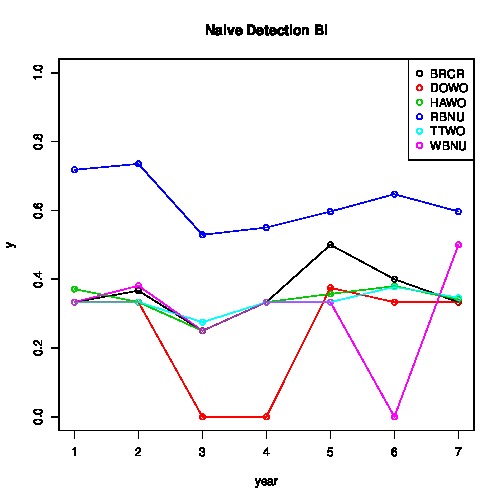 Naive Detection BI
1.0
0.8
0.6
0.4
0.2
0.0
y
BRCR
DOWO
HAWO
RBNU
TTWO
WBNU
1 2 3 4 5 6 7
year